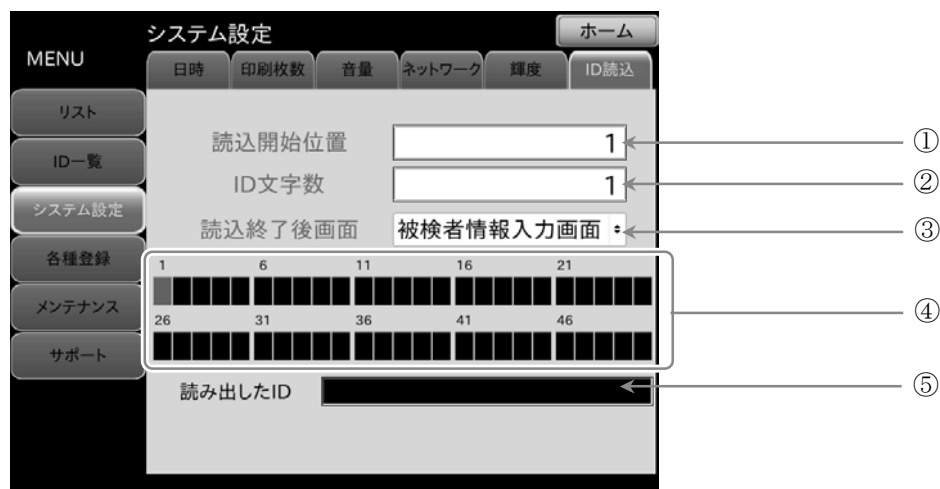 システム設定
ホーム
MENU
日時 印刷枚数 音量 ネットワーク 輝度 ID読込
リスト
ID一覧
システム設定
各種登録
メンテナンス
サポート
読込開始位置 1 ①
ID文字数 1 ②
読込終了後画面 被検者情報入力画面 ③
1 6 11 16 21
26 31 36 41 46
④
読み出したID ⑤